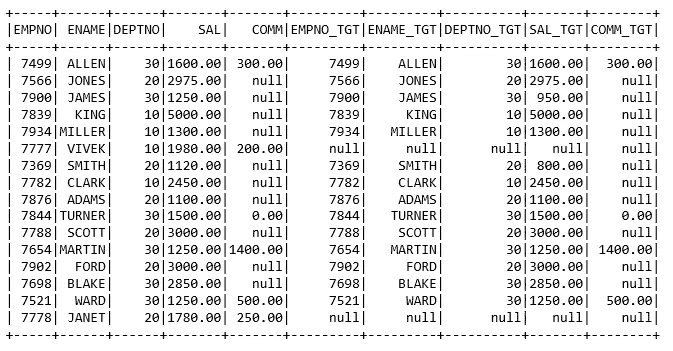 +-----+------+------+-------+-------+---------+---------+----------+-------+--------+
|EMPNO| ENAME|DEPTNO|    SAL|   COMM|EMPNO_TGT|ENAME_TGT|DEPTNO_TGT|SAL_TGT|COMM_TGT|
+-----+------+------+-------+-------+---------+---------+----------+-------+--------+
| 7499| ALLEN|    30|1600.00| 300.00|     7499|    ALLEN|        30|1600.00|  300.00|
| 7566| JONES|    20|2975.00|   null|     7566|    JONES|        20|2975.00|    null|
| 7900| JAMES|    30|1250.00|   null|     7900|    JAMES|        30| 950.00|    null|
| 7839|  KING|    10|5000.00|   null|     7839|     KING|        10|5000.00|    null|
| 7934|MILLER|    10|1300.00|   null|     7934|   MILLER|        10|1300.00|    null|
| 7777| VIVEK|    10|1980.00| 200.00|     null|     null|      null|   null|    null|
| 7369| SMITH|    20|1120.00|   null|     7369|    SMITH|        20| 800.00|    null|
| 7782| CLARK|    10|2450.00|   null|     7782|    CLARK|        10|2450.00|    null|
| 7876| ADAMS|    20|1100.00|   null|     7876|    ADAMS|        20|1100.00|    null|
| 7844|TURNER|    30|1500.00|   0.00|     7844|   TURNER|        30|1500.00|    0.00|
| 7788| SCOTT|    20|3000.00|   null|     7788|    SCOTT|        20|3000.00|    null|
| 7654|MARTIN|    30|1250.00|1400.00|     7654|   MARTIN|        30|1250.00| 1400.00|
| 7902|  FORD|    20|3000.00|   null|     7902|     FORD|        20|3000.00|    null|
| 7698| BLAKE|    30|2850.00|   null|     7698|    BLAKE|        30|2850.00|    null|
| 7521|  WARD|    30|1250.00| 500.00|     7521|     WARD|        30|1250.00|  500.00|
| 7778| JANET|    20|1780.00| 250.00|     null|     null|      null|   null|    null|
+-----+------+------+-------+-------+---------+---------+----------+-------+--------+